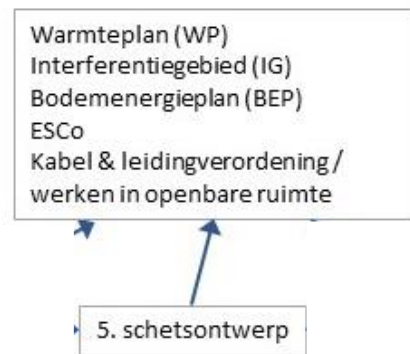 Warmteplan (WP)
Interferentiegebied (IG)
Bodemenergieplan (BEP)
ESCo
Kabel & leidingverordening /
werken in openbare ruimte
5. schetsontwerp